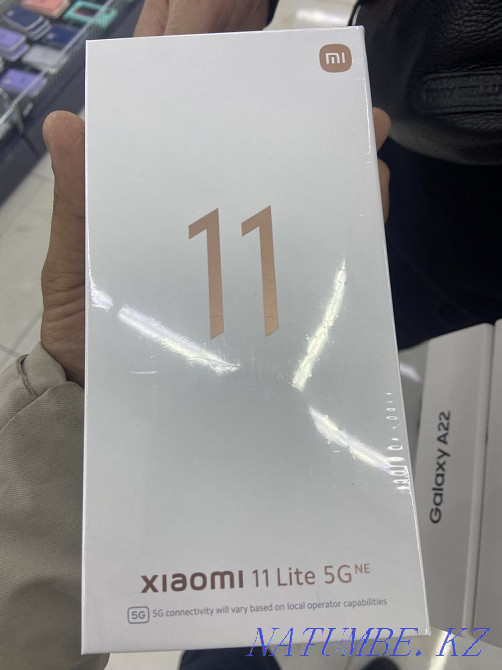 mi
11
xiaomi 11 Lite 5G NE
5G 5G connectivity will vary based on local operator capabilities
Galaxy A22
NATUMBE. KZ